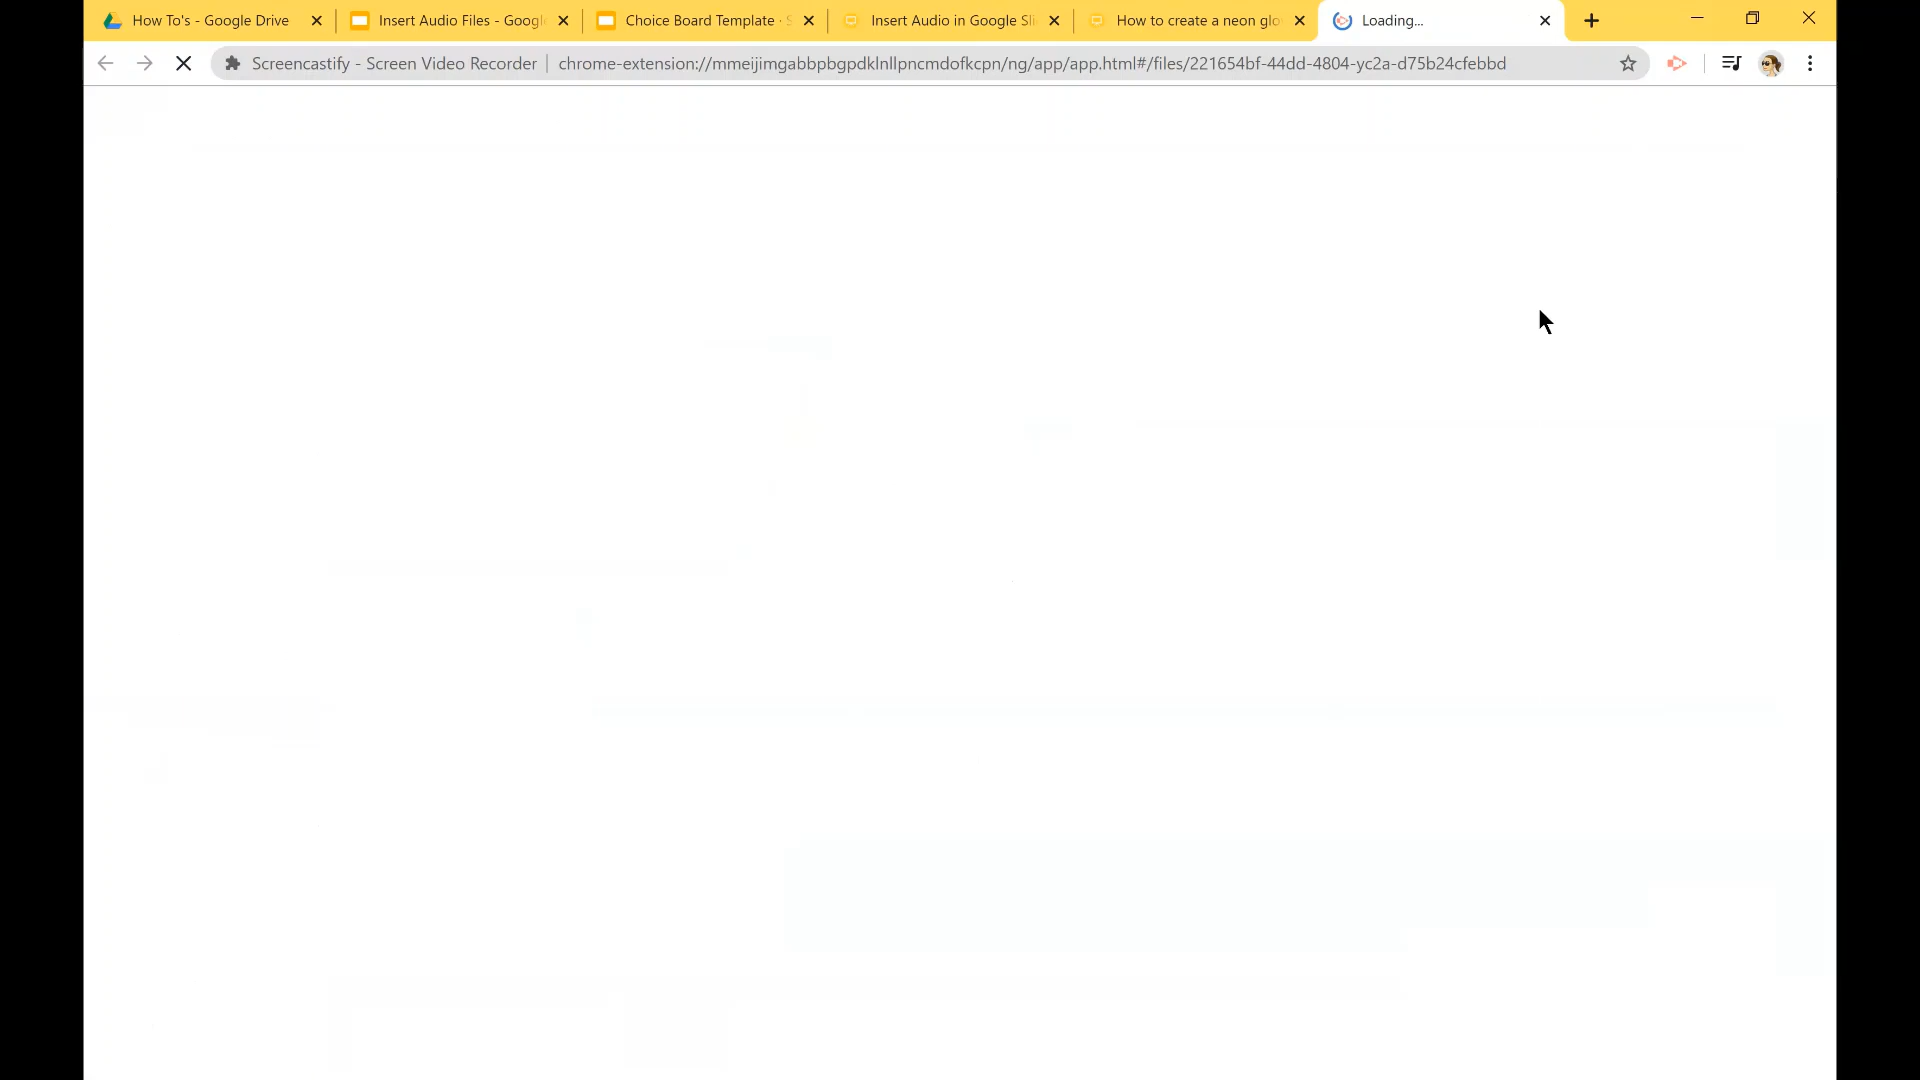 How To's - Google Drive
Insert Audio Files - Googl
Choice Board Template · S
Insert Audio in Google Sli
How to create a neon glo
Loading...
Screencastify - Screen Video Recorder | chrome-extension://mmeijimgabbpbgpdklnllpncmdofkcpn/ng/app/app.html#/files/221654bf-44dd-4804-yc2a-d75b24cfebbd